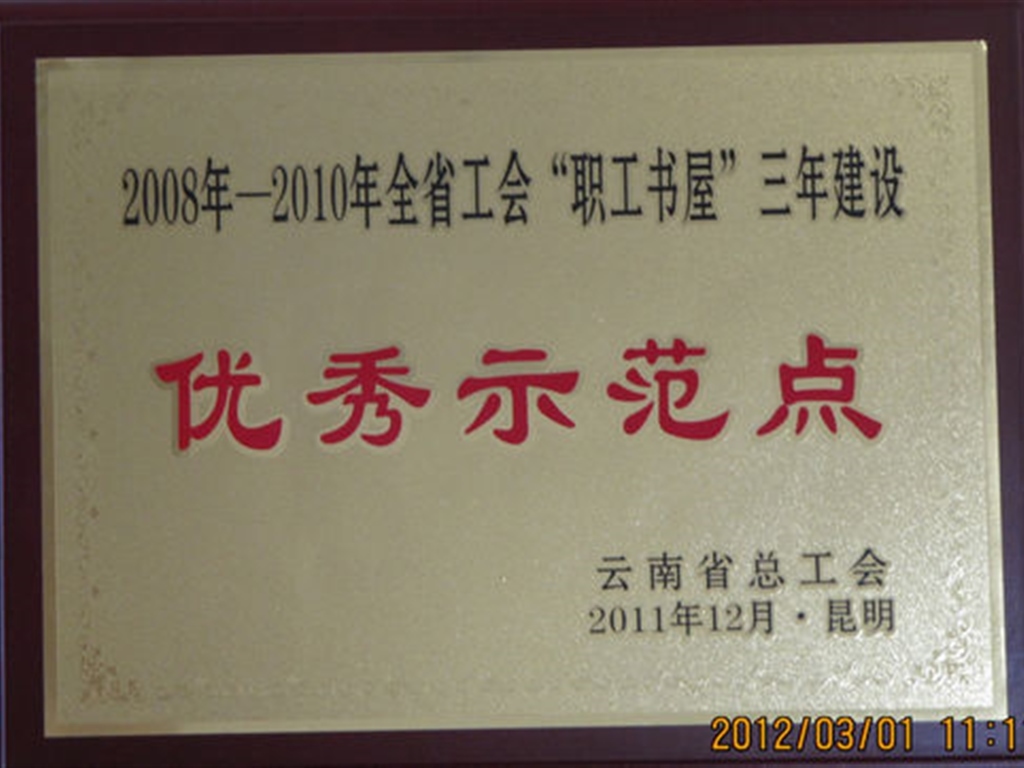 2008年—2010年全省工会“职工书屋”三年建设
优秀示范点
云南省总工会
2011年12月·昆明
2012/03/01 11:1